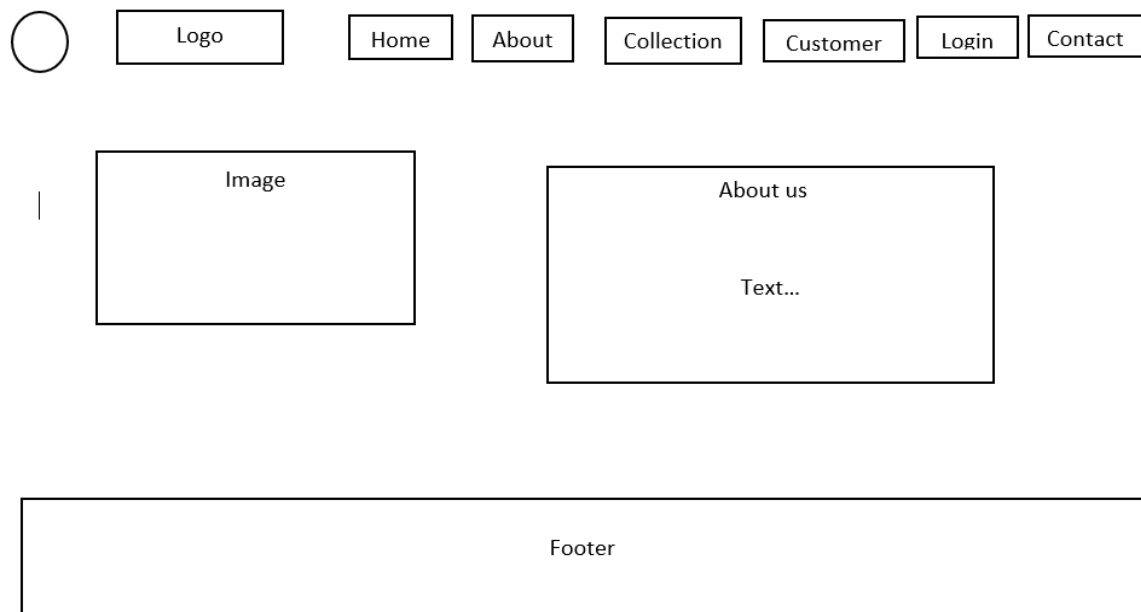 Logo
Home
About
Collection
Customer
Login
Contact
Image
About us
Text...
Footer